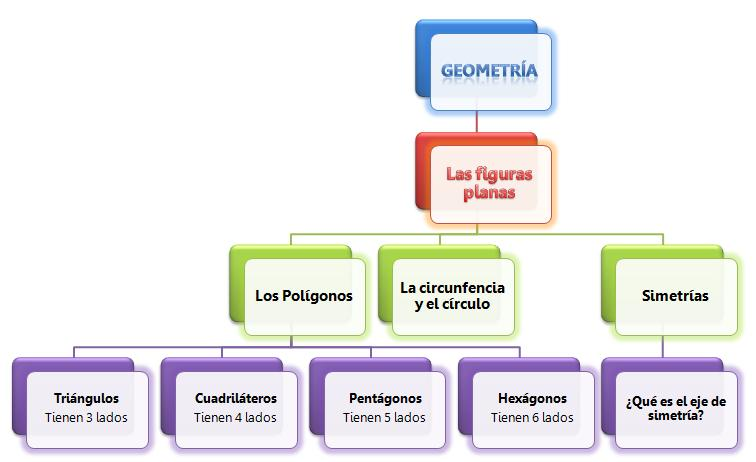 GEOMETRÍA
Las figuras
planas
Los Polígonos
La circunfencia
y el círculo
Simetrías
Triángulos
Tienen 3 lados
Cuadriláteros
Tienen 4 lados
Pentágonos
Tienen 5 lados
Hexágonos
Tienen 6 lados
¿Qué es el eje de
simetría?